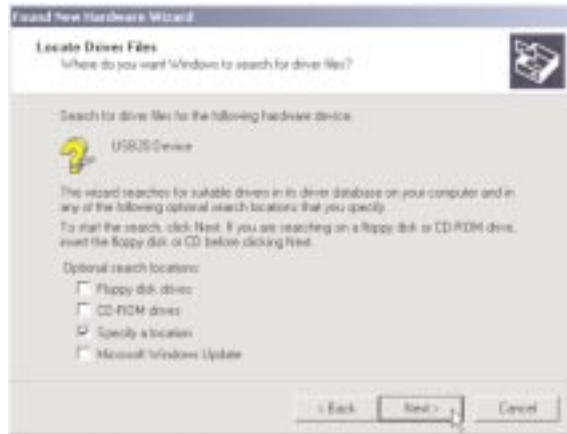 Found New Hardware Wizard
Locate Driver Files
Where do you want Windows to search for driver files?
Search for driver files for the following hardware device:
USB20 Device
This wizard searches for suitable drivers in its driver database on your computer and in
any of the following optional search locations that you specify.
To start the search, click Next. If you are searching on a floppy disk or CD-ROM drive,
insert the floppy disk or CD before clicking Next.
Optional search locations:
Floppy disk drives
CD-ROM drives
Specify a location
Microsoft Windows Update
< Back
Next >
Cancel